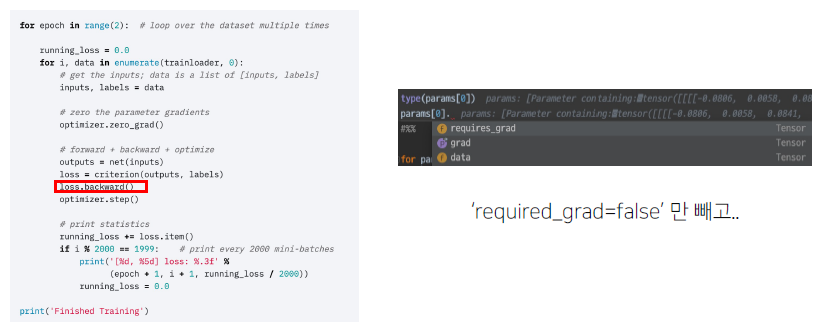 for epoch in range(2):  # loop over the dataset multiple times
running_loss = 0.0
for i, data in enumerate(trainloader, 0):
# get the inputs; data is a list of [inputs, labels]
inputs, labels = data
# zero the parameter gradients
optimizer.zero_grad()
# forward + backward + optimize
outputs = net(inputs)
loss = criterion(outputs, labels)
loss.backward()
optimizer.step()
# print statistics
running_loss += loss.item()
if i % 2000 == 1999:    # print every 2000 mini-batches
print('[%d, %5d] loss: %.3f' %
(epoch + 1, i + 1, running_loss / 2000))
running_loss = 0.0
print('Finished Training')
type(params[0])  params: [Parameter containing: tensor([[[[-0.0806,  0.0058,  0.08
params[0].  params: [Parameter containing: tensor([[[[-0.0806,  0.0058,  0.0841,
#%%
requires_grad Tensor
grad Tensor
for pa
data Tensor
'required_grad=false' 만 빼고..